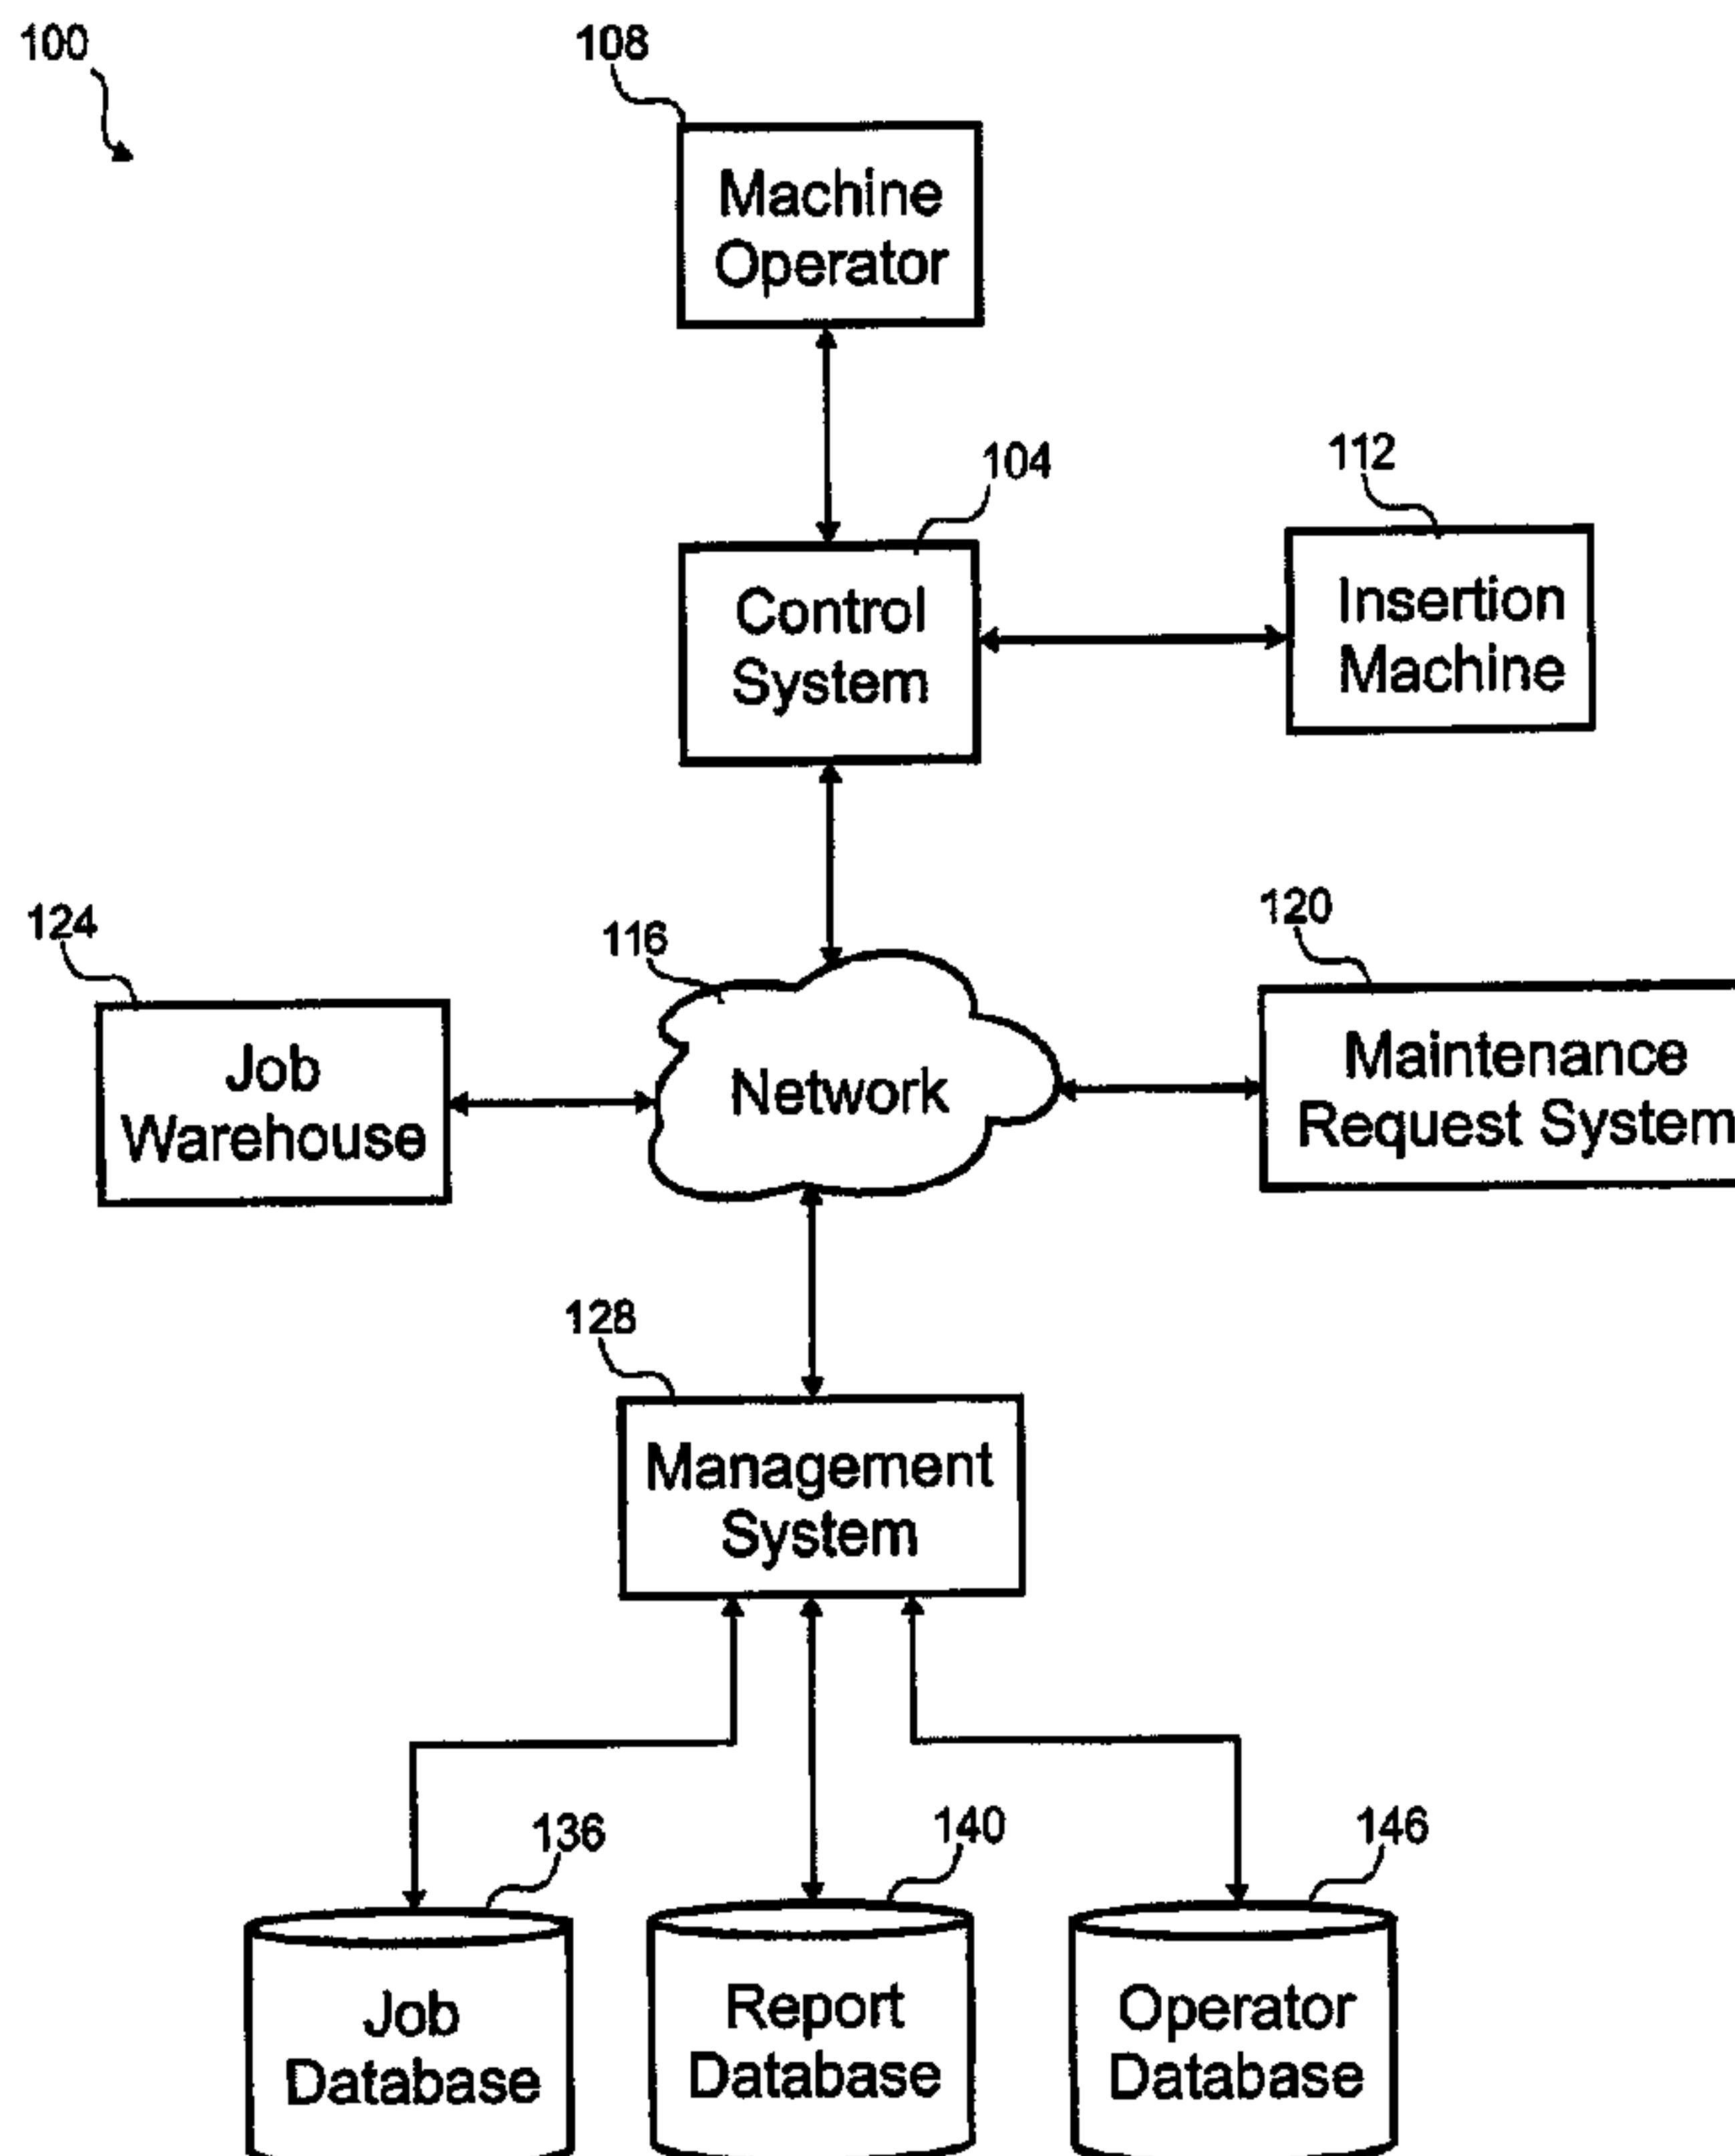 100
108
Machine
Operator
104
112
Control
System
Insertion
Machine
124
116
120
Job
Warehouse
Network
Maintenance
Request System
128
Management
System
136
140
146
Job
Database
Report
Database
Operator
Database